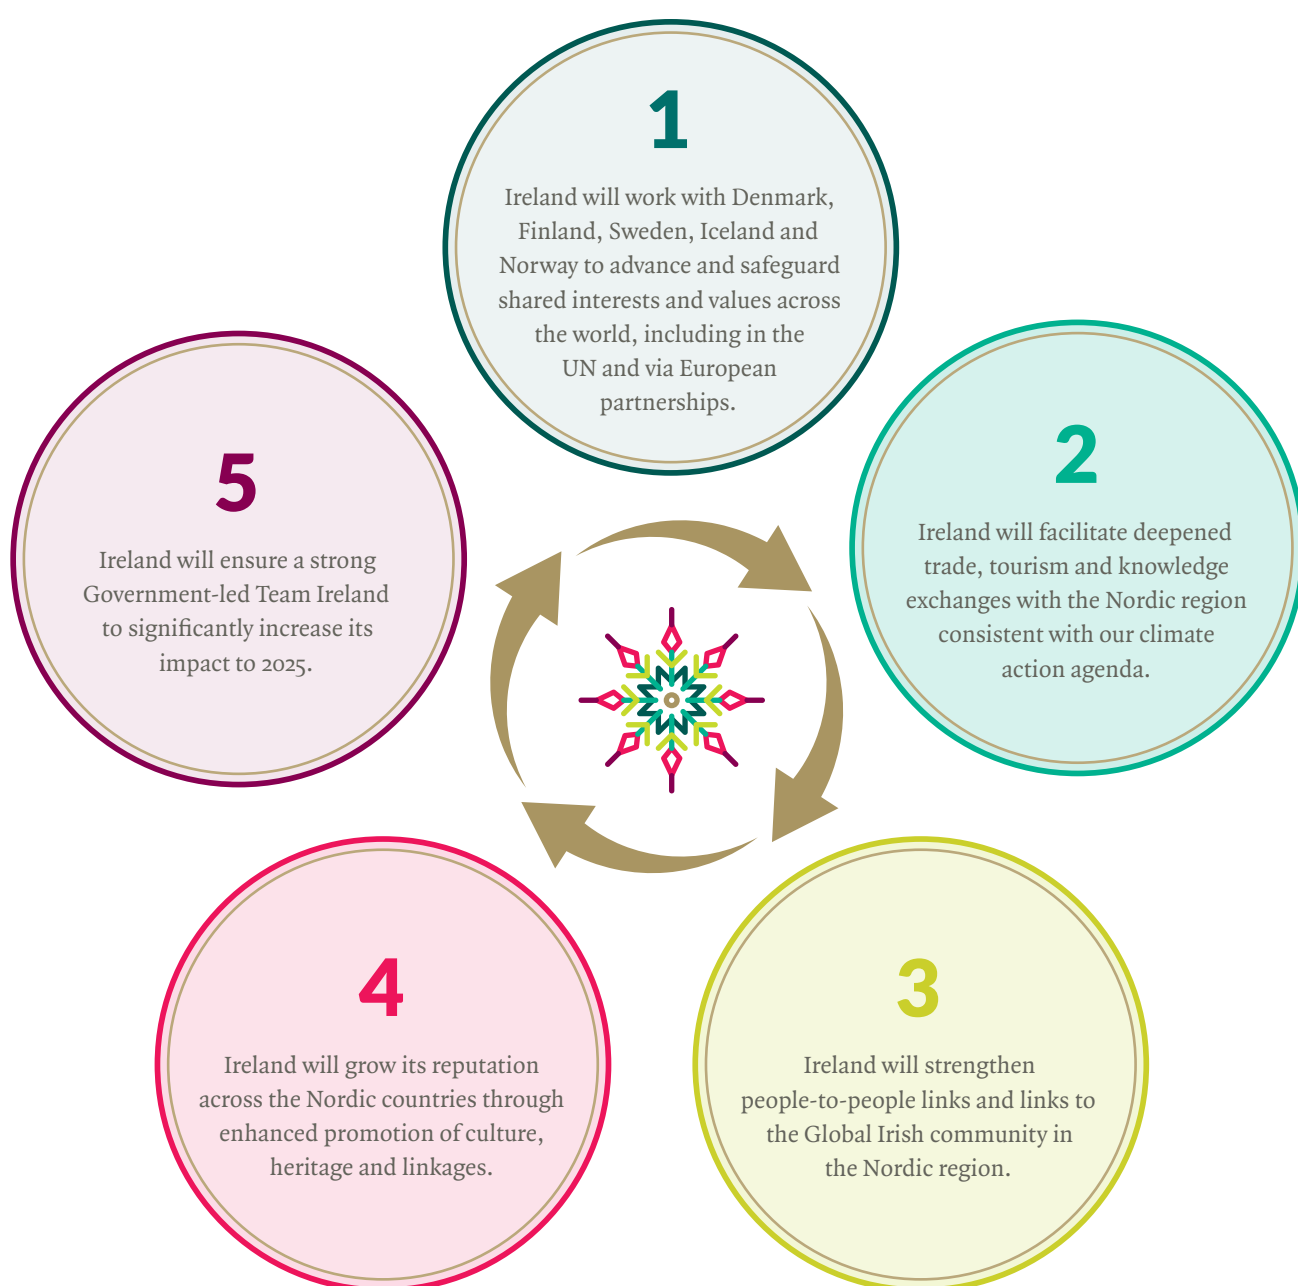 1
Ireland will work with Denmark,
Finland, Sweden, Iceland and
Norway to advance and safeguard
shared interests and values across
the world, including in the
UN and via European
partnerships.
2
Ireland will facilitate deepened
trade, tourism and knowledge
exchanges with the Nordic region
consistent with our climate
action agenda.
3
Ireland will strengthen
people-to-people links and links to
the Global Irish community in
the Nordic region.
4
Ireland will grow its reputation
across the Nordic countries through
enhanced promotion of culture,
heritage and linkages.
5
Ireland will ensure a strong
Government-led Team Ireland
to significantly increase its
impact to 2025.